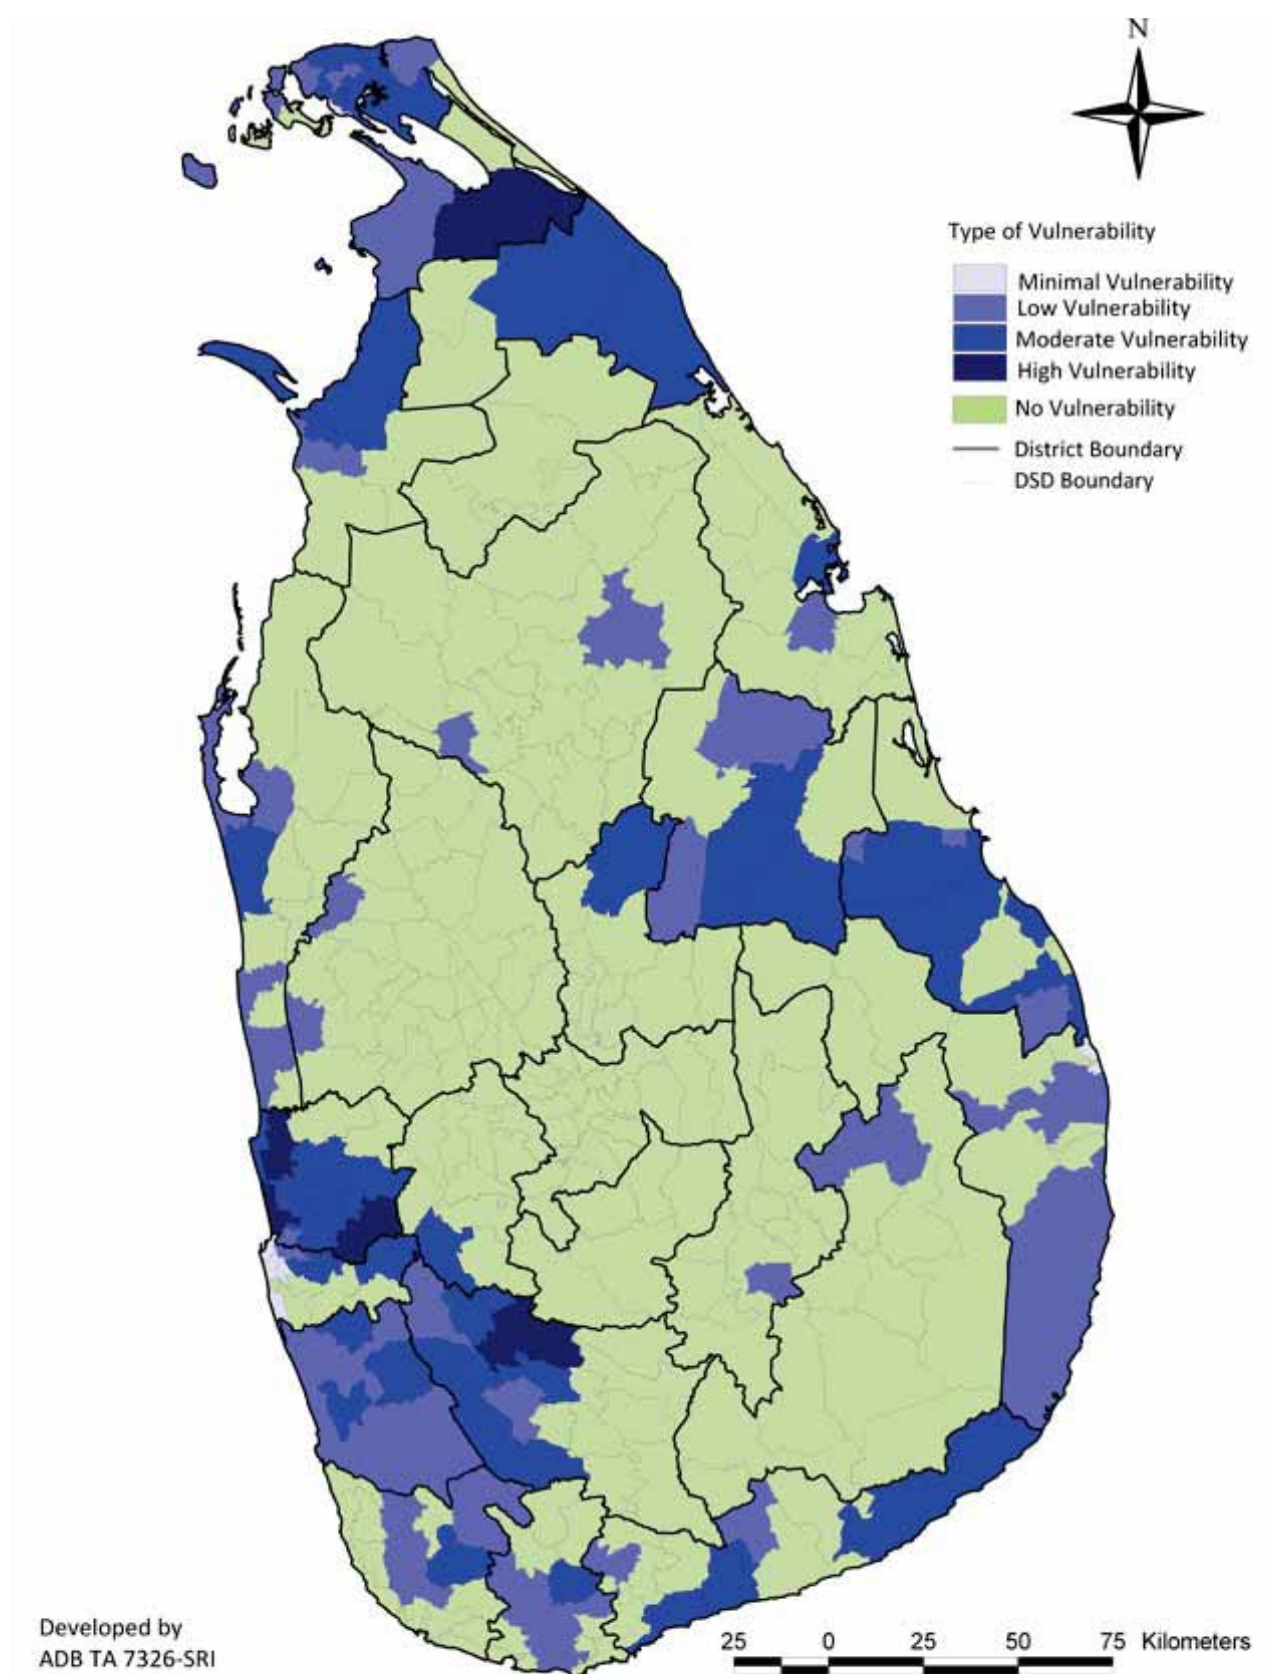 N
Type of Vulnerability
Minimal Vulnerability
Low Vulnerability
Moderate Vulnerability
High Vulnerability
No Vulnerability
District Boundary
DSD Boundary
Developed by
ADB TA 7326-SRI
25 0 25 50 75 Kilometers